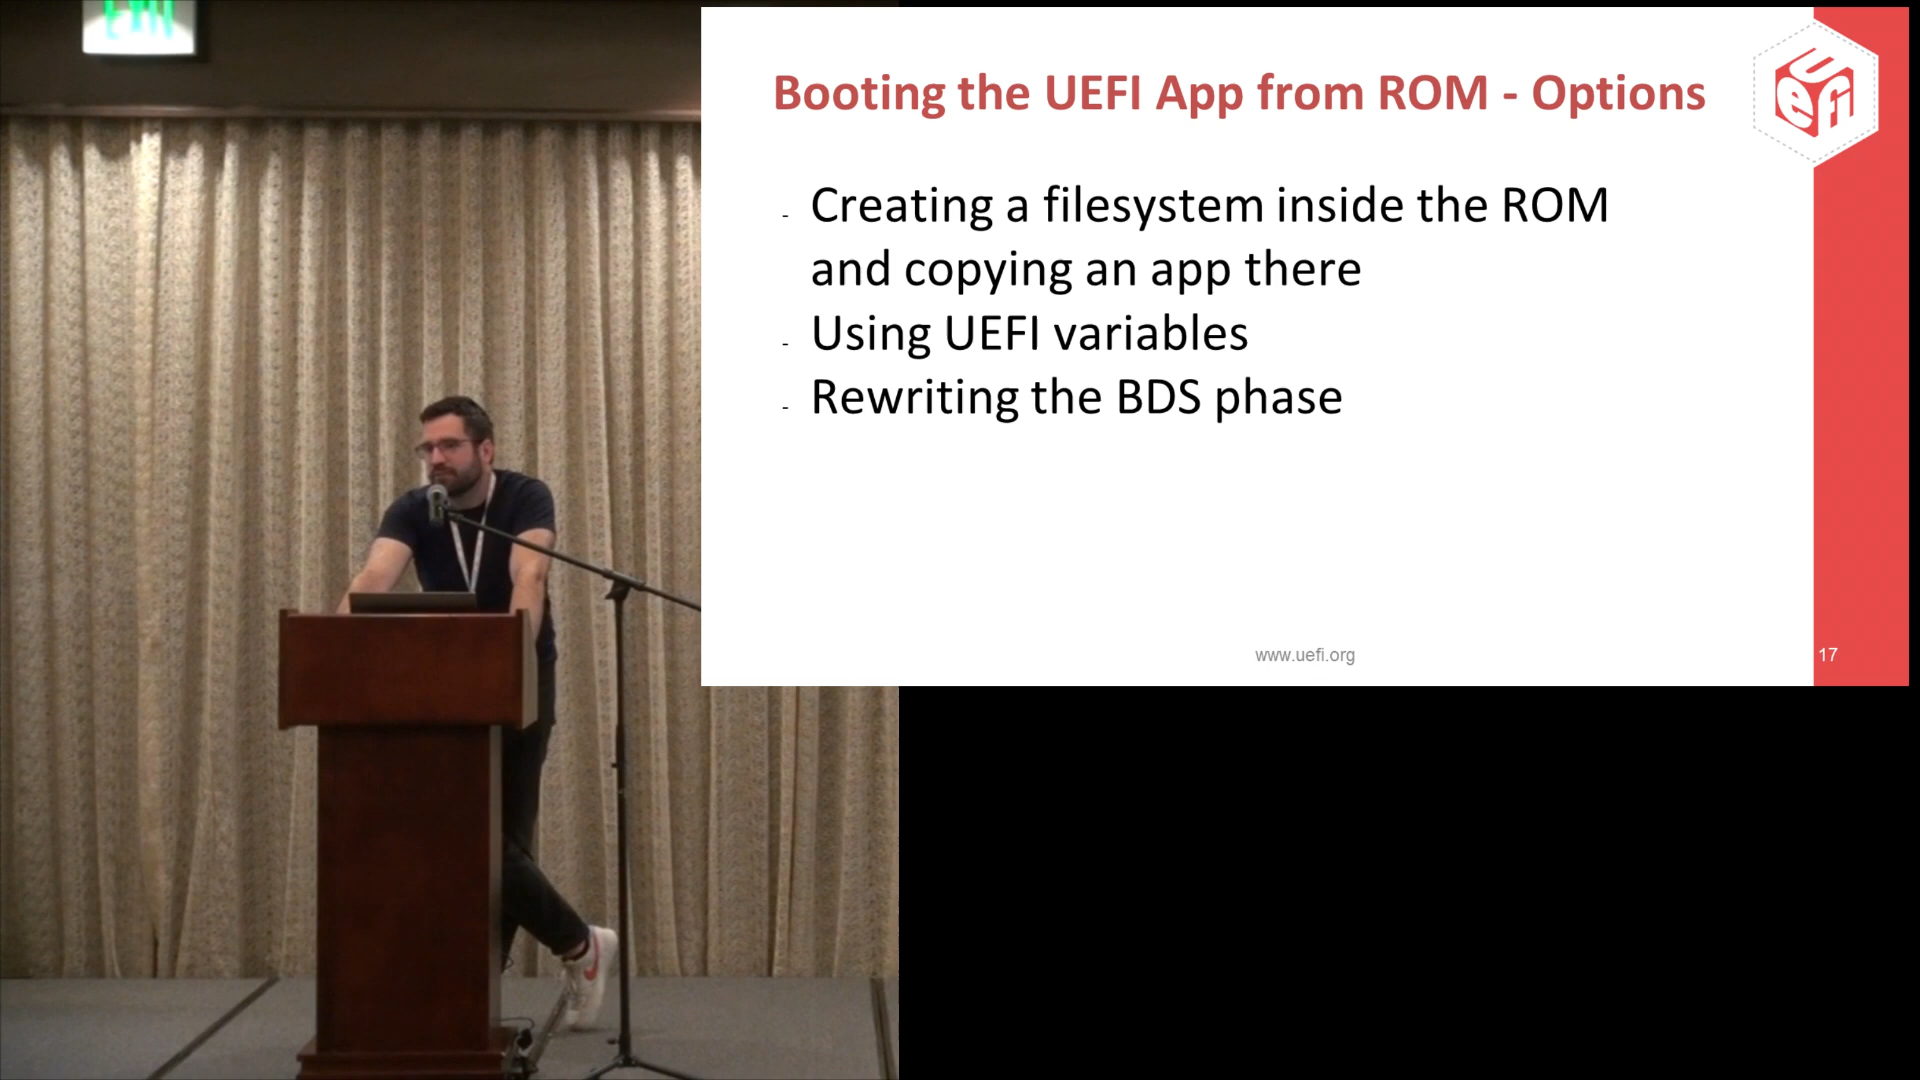 Booting the UEFI App from ROM - Options
- Creating a filesystem inside the ROM
and copying an app there
- Using UEFI variables
- Rewriting the BDS phase
www.uefi.org
17
uefi